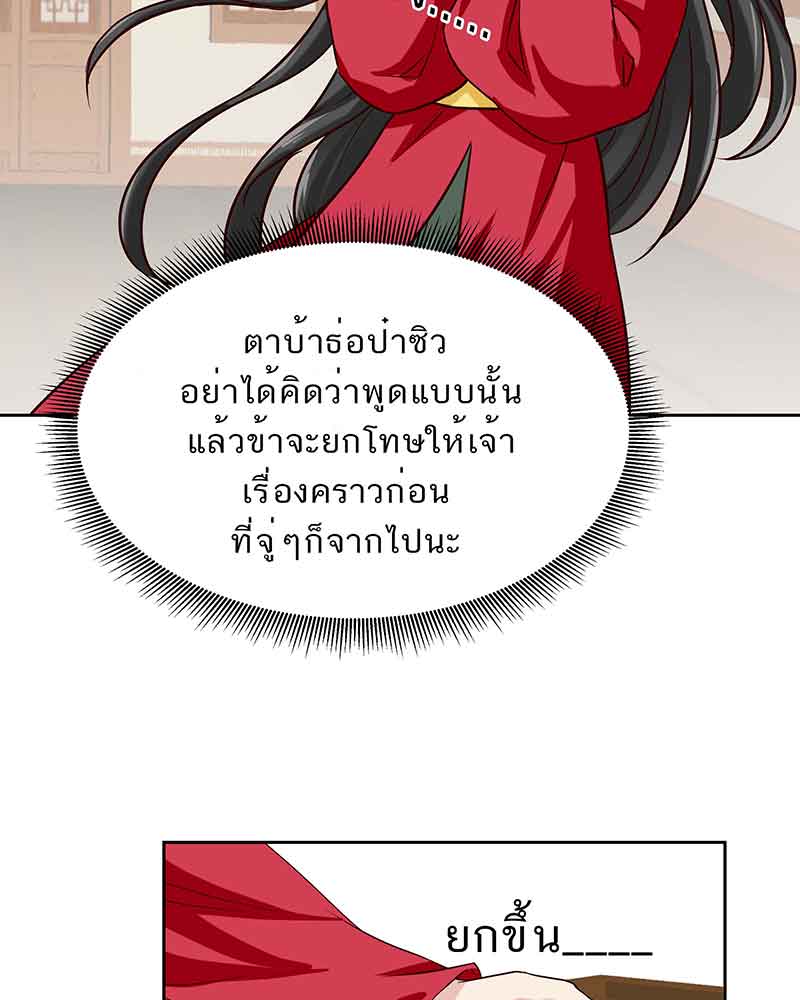 ตาบ้าธ่อป๋าซิว
อย่าได้คิดว่าพูดแบบนั้น
แล้วข้าจะยกโทษให้เจ้า
เรื่องคราวก่อน
ที่จู่ๆก็จากไปนะ
ยกขึ้น____